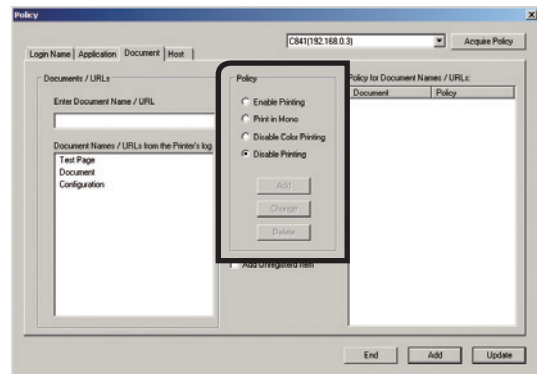 Policy
C841(192.168.0.3)
Acquire Policy
Login Name
Application
Document
Host
Documents / URLs
Enter Document Name / URL
Document Names / URLs from the Printer's log
Test Page
Document
Configuration
Policy
Enable Printing
Print in Mono
Disable Color Printing
Disable Printing
Add
Change
Delete
Add Unregisterd Item
Policy for Document Names / URLs:
Document
Policy
End
Add
Update